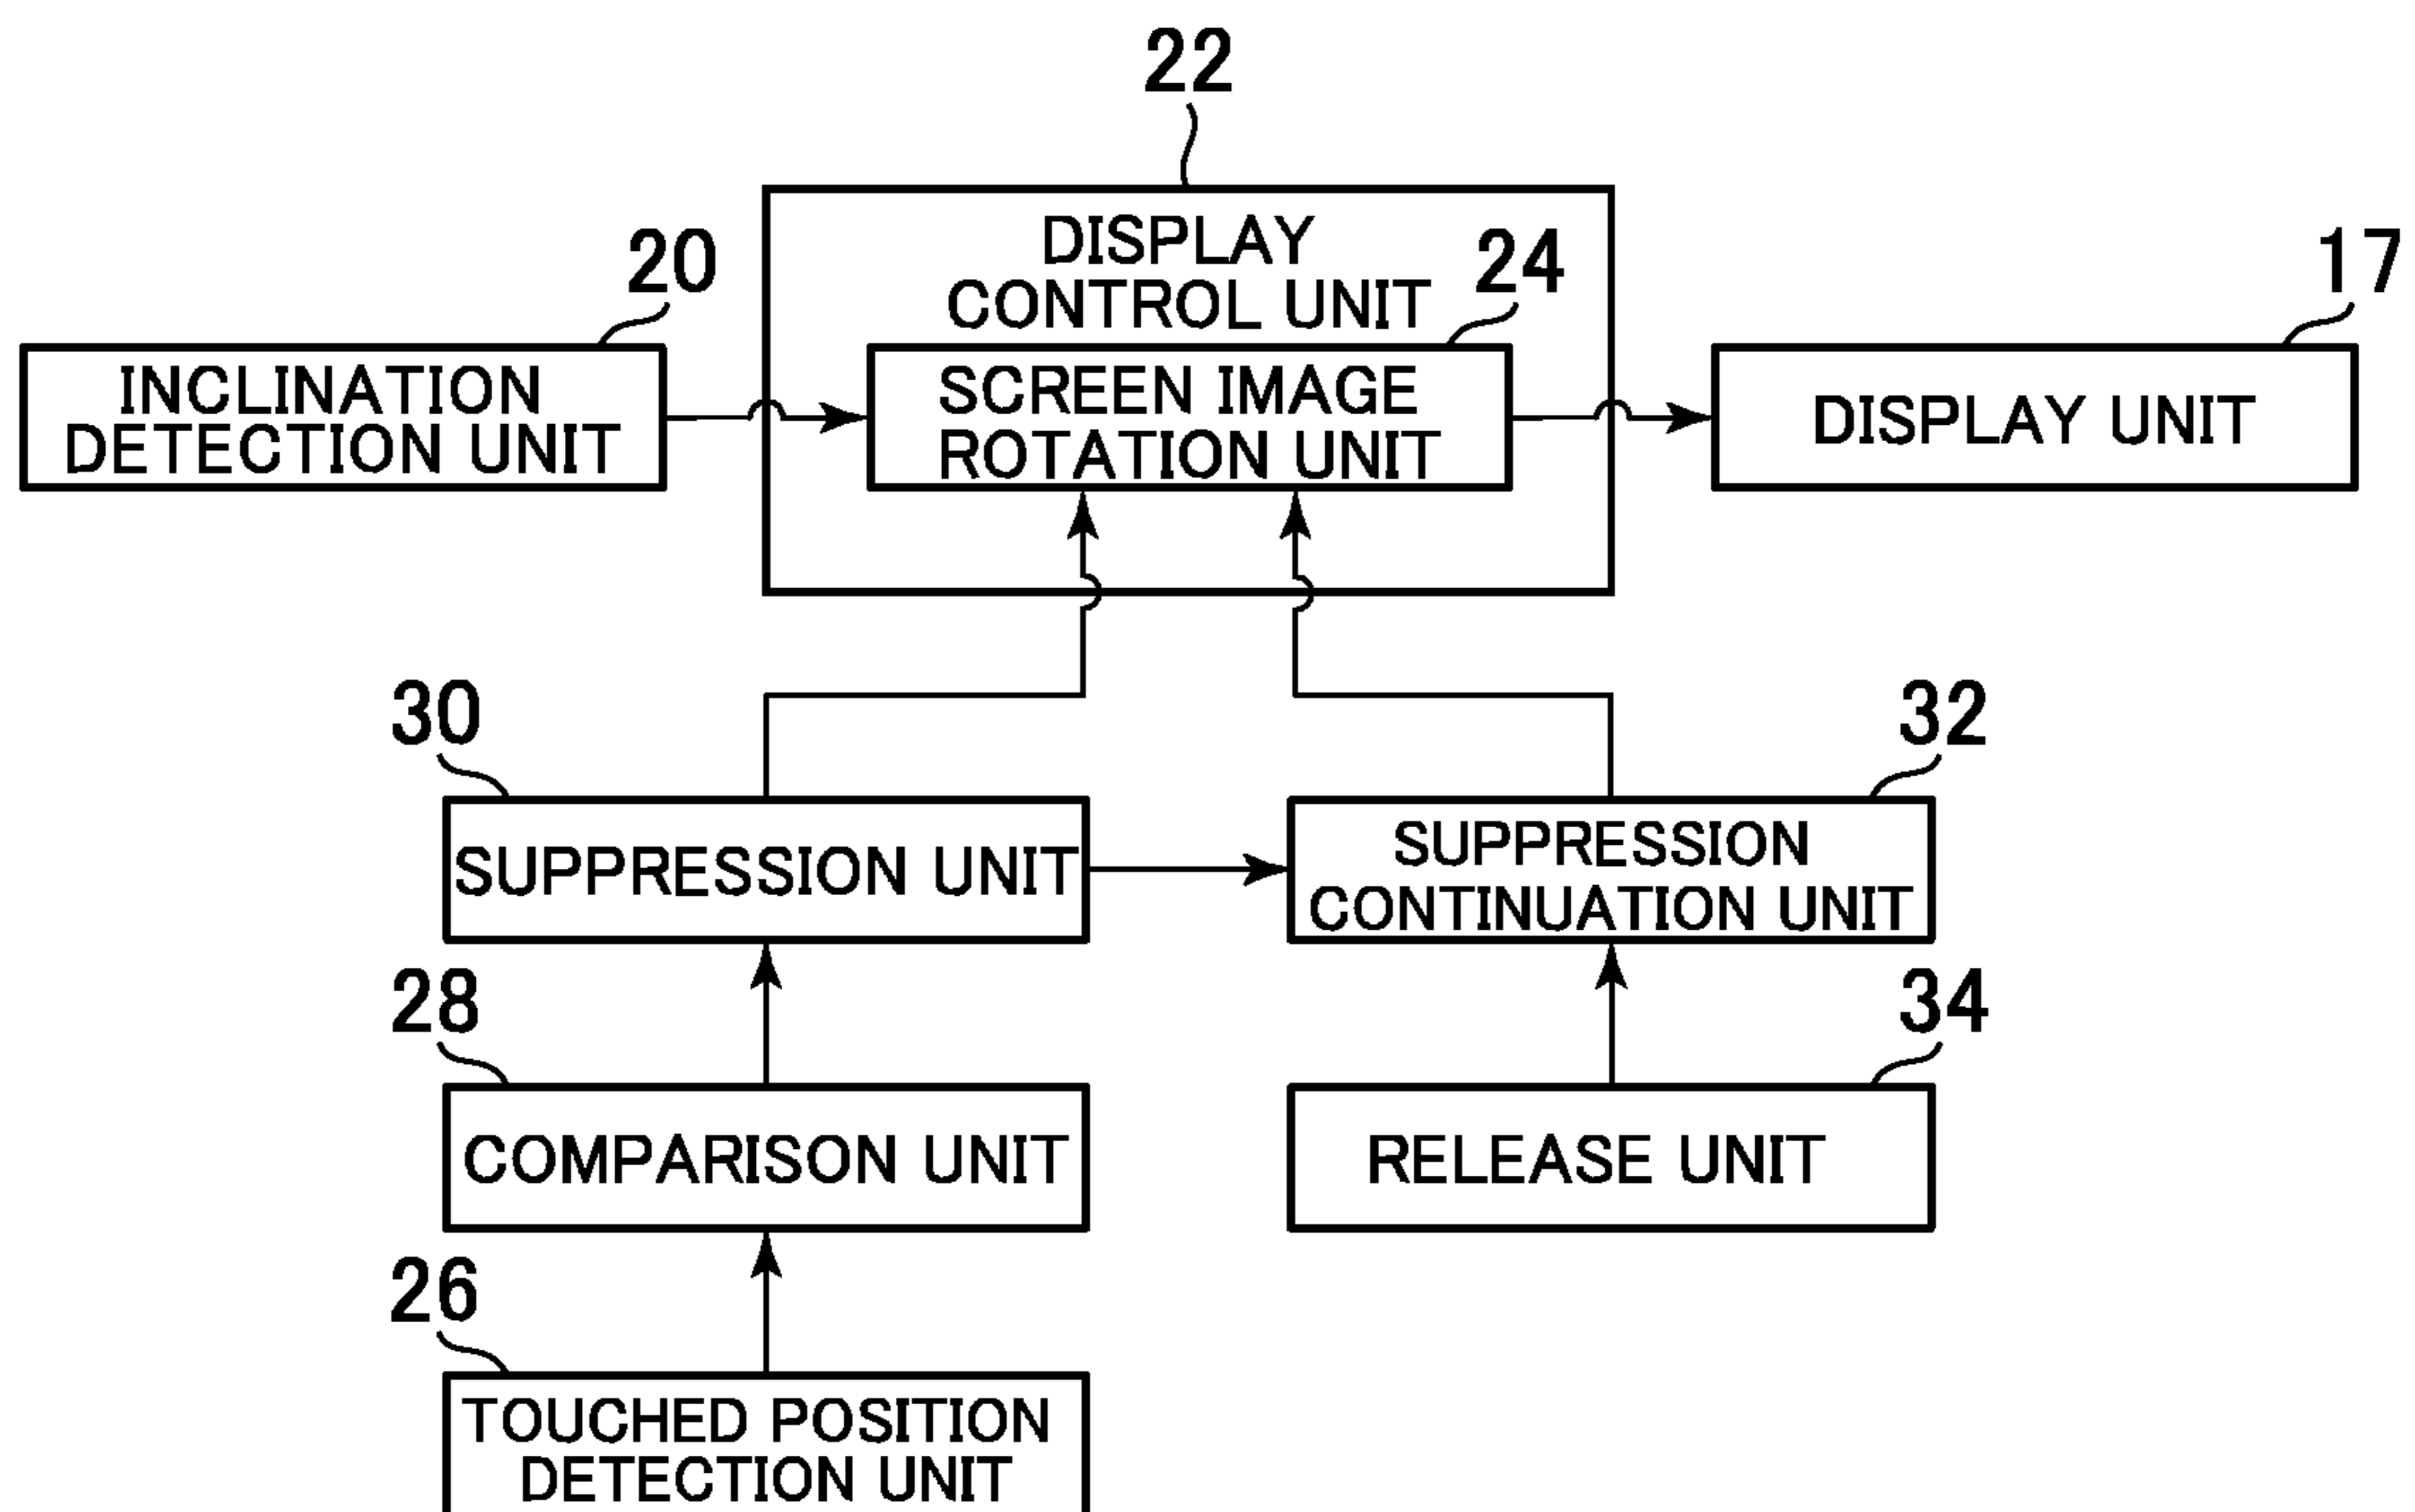 22
DISPLAY
CONTROL UNIT
20
24
17
INCLINATION
DETECTION UNIT
SCREEN IMAGE
ROTATION UNIT
DISPLAY UNIT
30
32
SUPPRESSION UNIT
SUPPRESSION
CONTINUATION UNIT
28
34
COMPARISON UNIT
RELEASE UNIT
26
TOUCHED POSITION
DETECTION UNIT